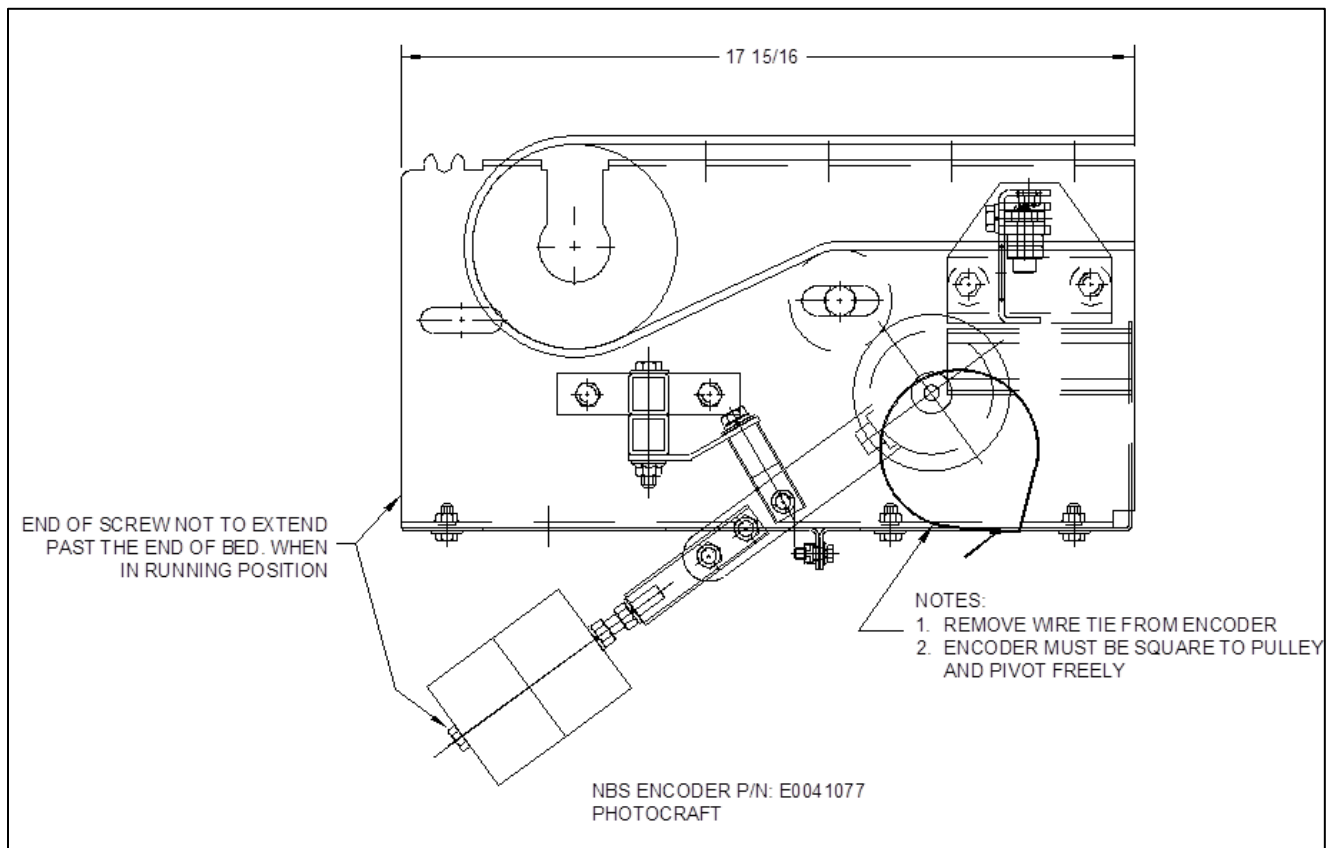 17 15/16
END OF SCREW NOT TO EXTEND
PAST THE END OF BED. WHEN
IN RUNNING POSITION
NOTES:
1. REMOVE WIRE TIE FROM ENCODER
2. ENCODER MUST BE SQUARE TO PULLEY
AND PIVOT FREELY
NBS ENCODER P/N: E0041077
PHOTOCRAFT